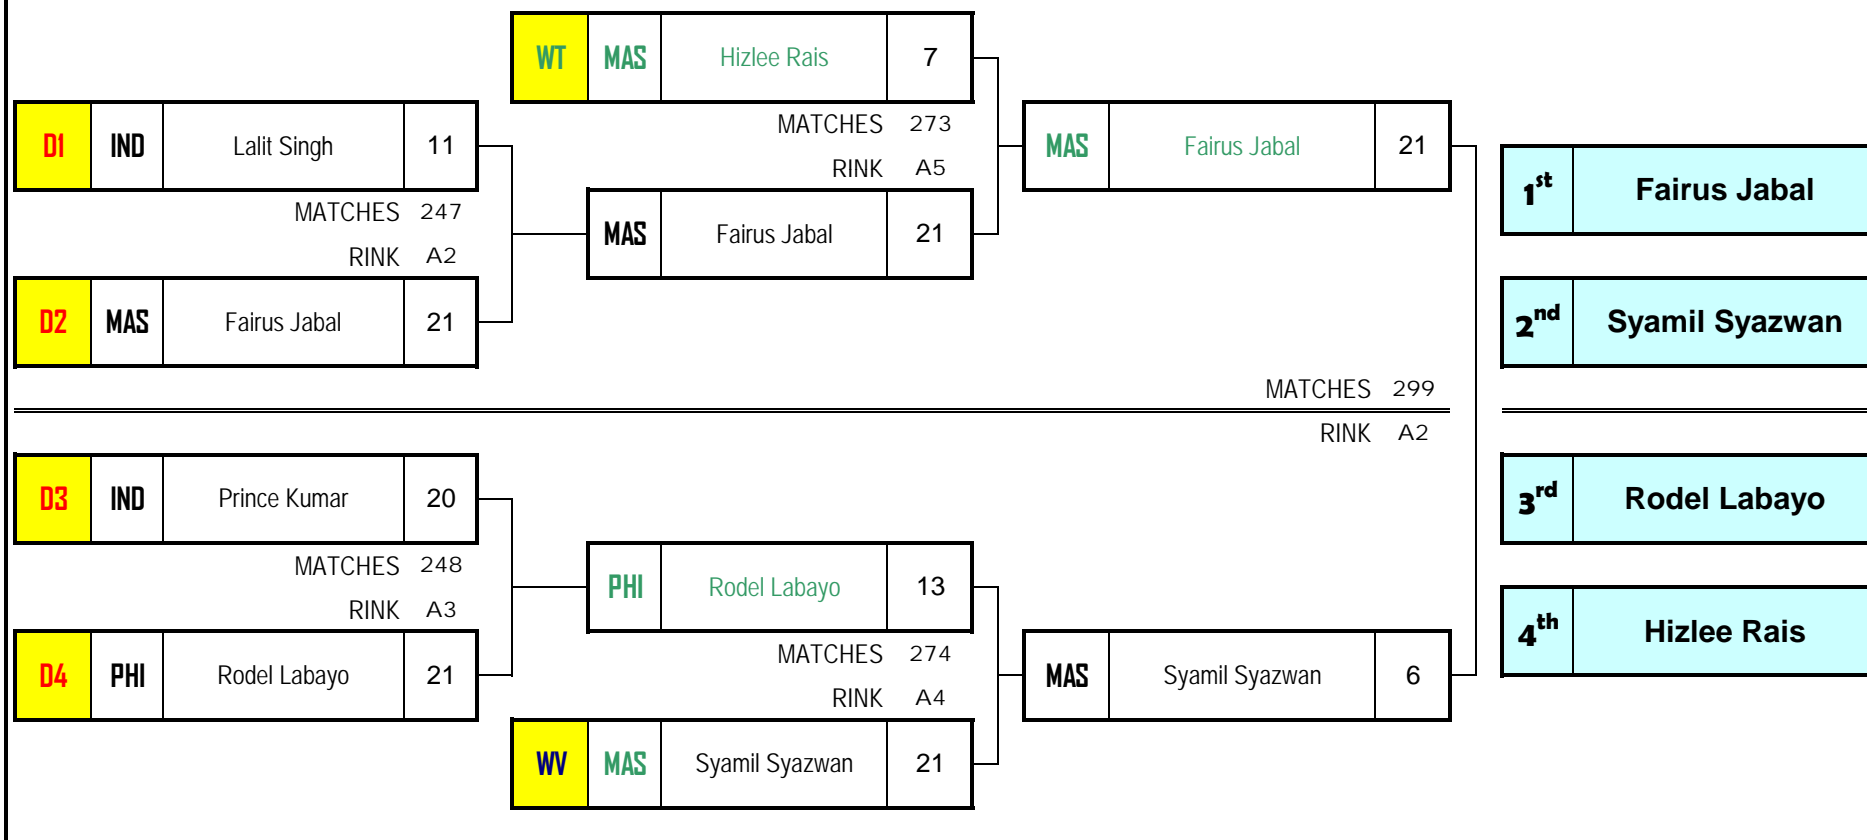 WT MAS Hizlee Rais 7
MATCHES 273
RINK A5
D1 IND Lalit Singh 11
MATCHES 247
RINK A2
D2 MAS Fairus Jabal 21
MAS Fairus Jabal 21
MAS Fairus Jabal 21
MATCHES 299
RINK A2
D3 IND Prince Kumar 20
MATCHES 248
RINK A3
D4 PHI Rodel Labayo 21
PHI Rodel Labayo 13
MATCHES 274
RINK A4
WV MAS Syamil Syazwan 21
MAS Syamil Syazwan 6
1st Fairus Jabal
2nd Syamil Syazwan
3rd Rodel Labayo
4th Hizlee Rais